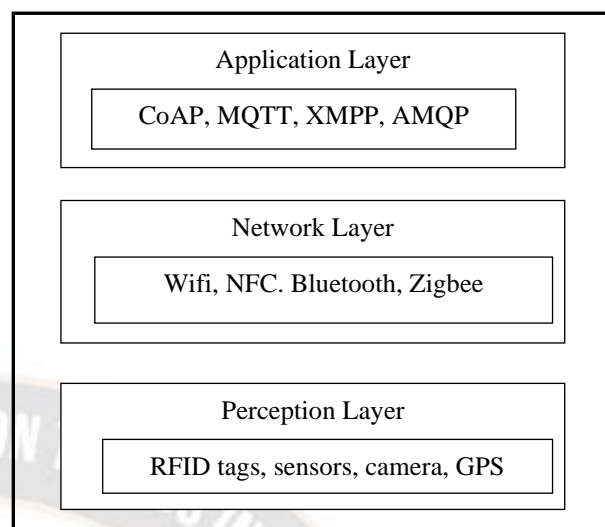 Application Layer
CoAP, MQTT, XMPP, AMQP
Network Layer
Wifi, NFC. Bluetooth, Zigbee
Perception Layer
RFID tags, sensors, camera, GPS